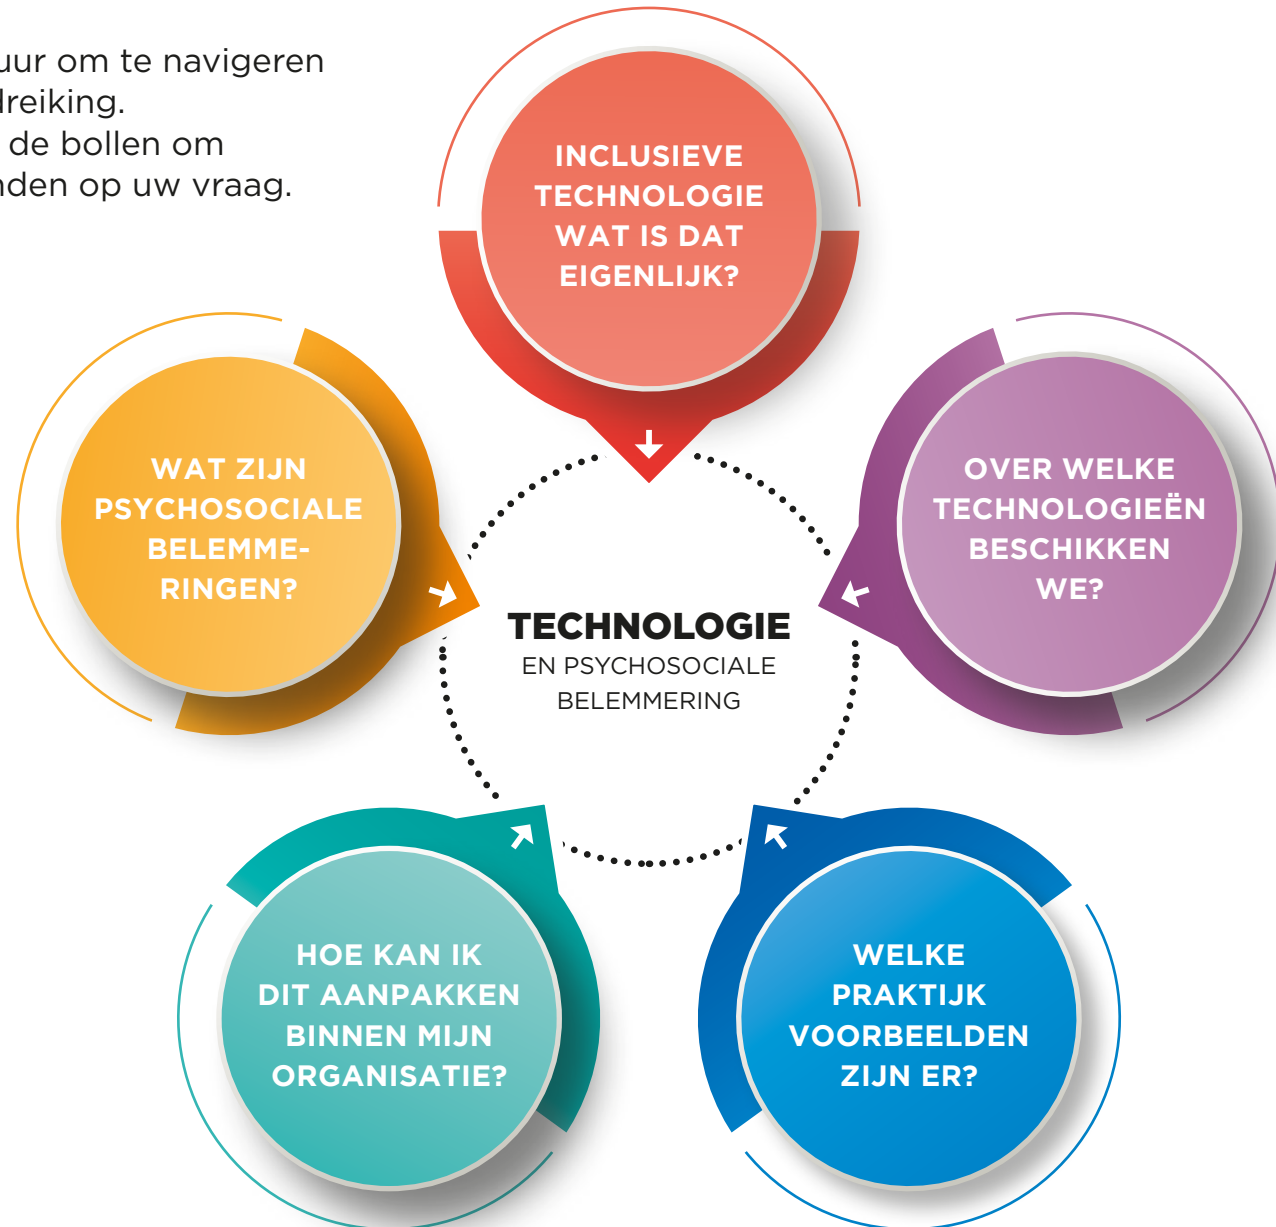 uur om te navigeren
dreiking.
de bollen om
nden op uw vraag.
INCLUSIEVE
TECHNOLOGIE
WAT IS DAT
EIGENLIJK?
WAT ZIJN
PSYCHOSOCIALE
BELEMME-
RINGEN?
OVER WELKE
TECHNOLOGIEËN
BESCHIKKEN
WE?
TECHNOLOGIE
EN PSYCHOSOCIALE
BELEMMERING
HOE KAN IK
DIT AANPAKKEN
BINNEN MIJN
ORGANISATIE?
WELKE
PRAKTIJK
VOORBEELDEN
ZIJN ER?